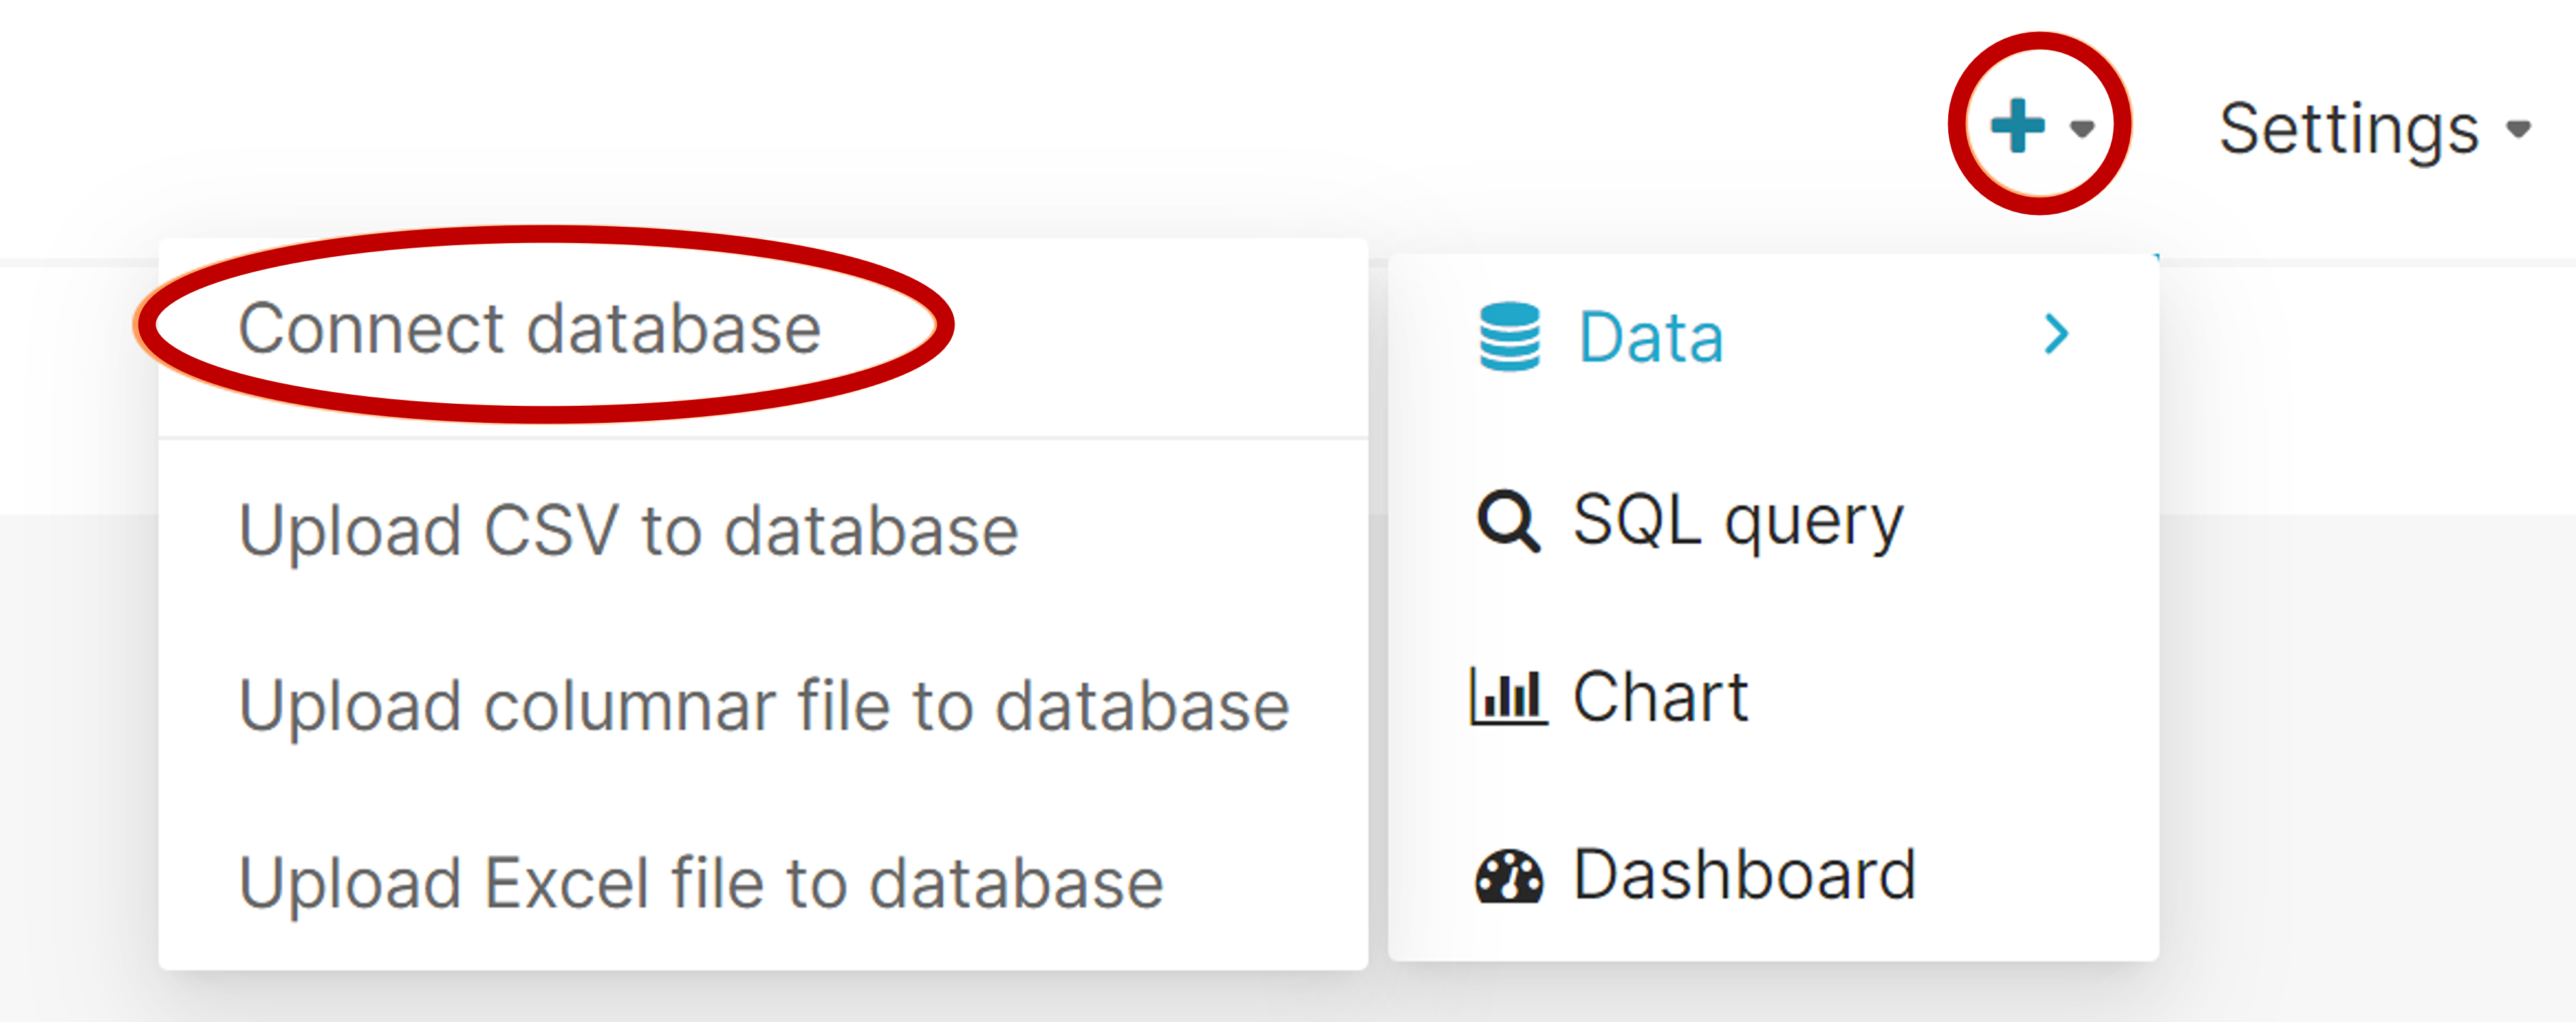 Settings
Connect database
Upload CSV to database
Upload columnar file to database
Upload Excel file to database
Data
SQL query
Chart
Dashboard